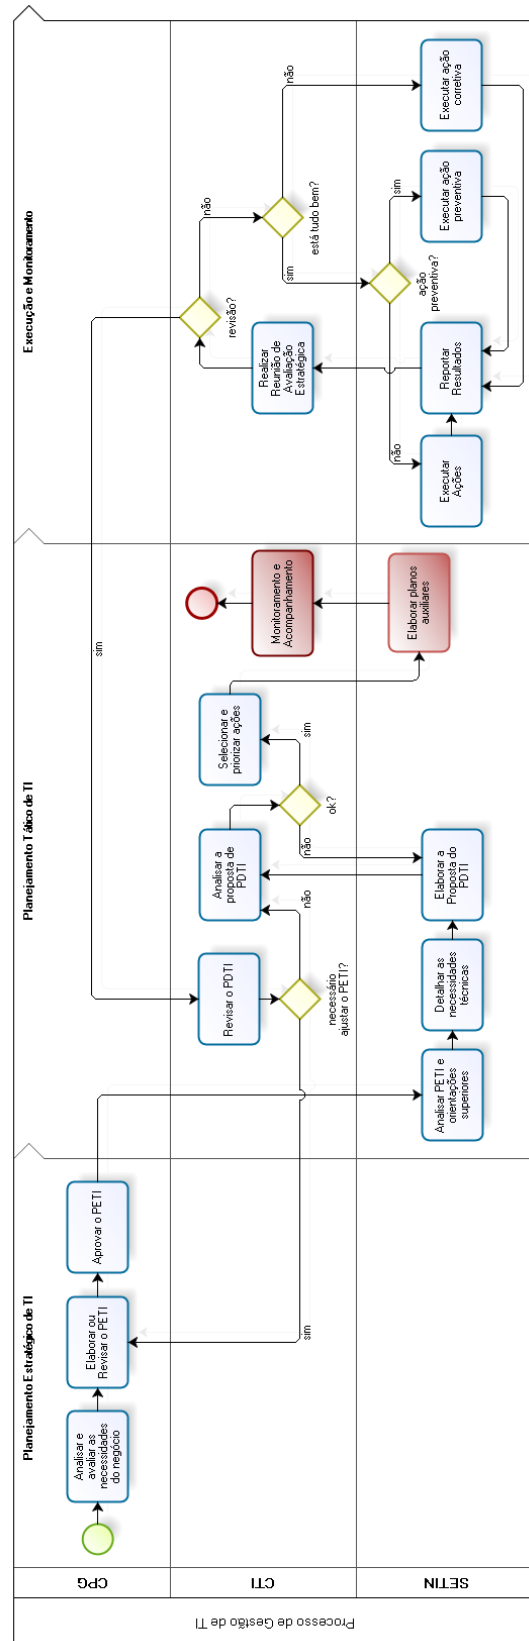 Processo de Gestão de TI
CPG
CTI
SETIN
Planejamento Estratégico de TI
Planejamento Tático de TI
Execução e Monitoramento
Analisar e
avaliar as
necessidades
do negócio
Elaborar ou
Revisar o PETI
Aprovar o PETI
sim
Analisar PETI e
orientações
superiores
Detalhar as
necessidades
técnicas
Elaborar a
Proposta do
PDTI
Revisar o PDTI
necessário
ajustar o PETI?
não
Analisar a
proposta de
PDTI
ok?
não
sim
Selecionar e
priorizar ações
Elaborar planos
auxiliares
Monitoramento e
Acompanhamento
sim
Executar
Ações
Reportar
Resultados
Realizar
Reunião de
Avaliação
Estratégica
revisão?
não
está tudo bem?
sim
não
ação
preventiva?
não
sim
Executar ação
preventiva
Executar ação
corretiva